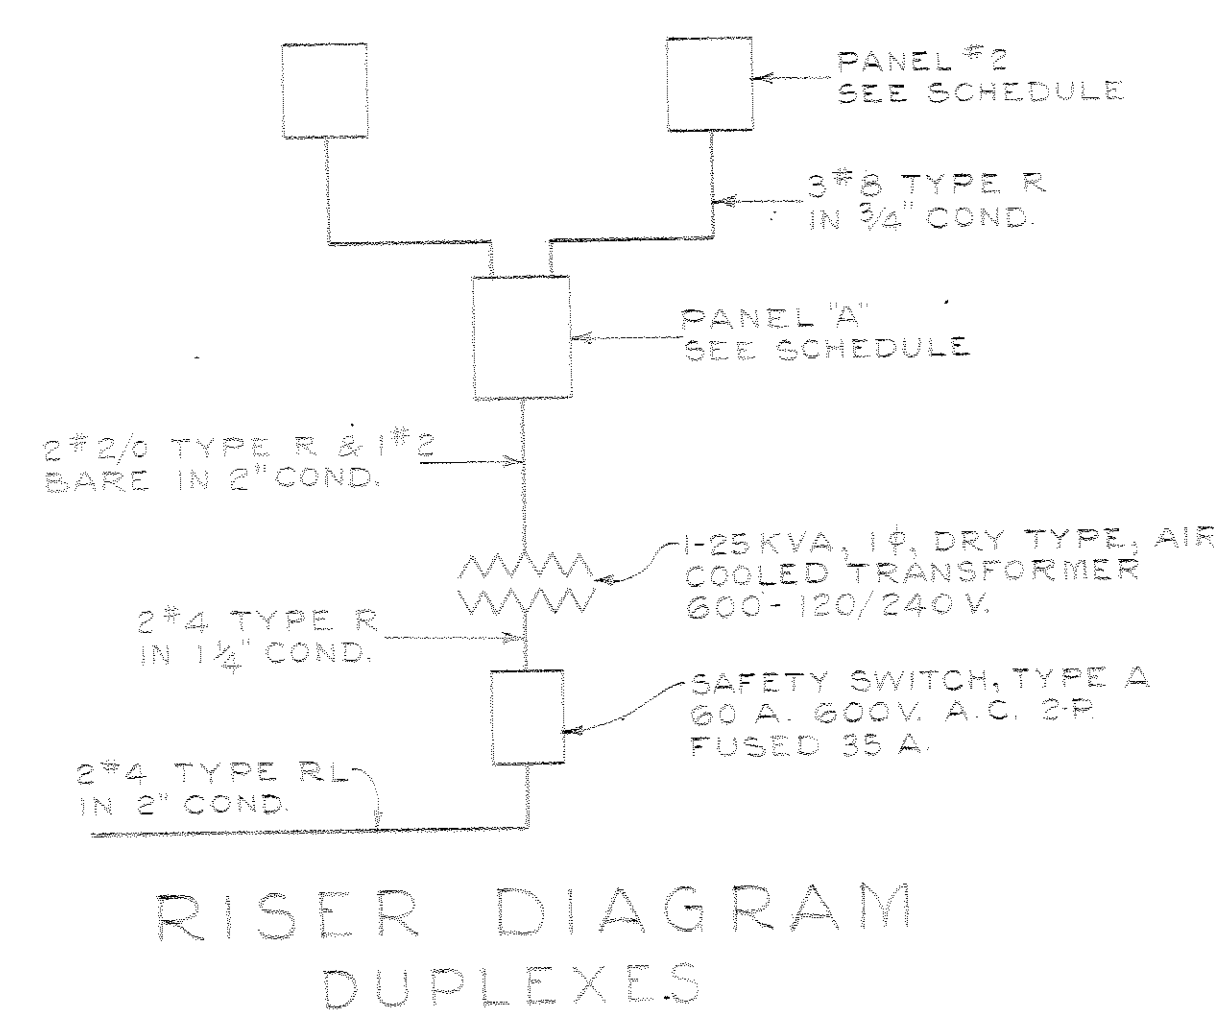 PANEL #2
SEE SCHEDULE
3#8 TYPE R
IN 3/4" COND.
PANEL "A"
SEE SCHEDULE
2#2/0 TYPE R & 1#2
BARE IN 2" COND.
1-25 KVA, 1ϕ, DRY TYPE, AIR
COOLED TRANSFORMER
600-120/240 V.
2#4 TYPE R
IN 1 1/4" COND.
SAFETY SWITCH, TYPE A
60 A. 600V. A.C. 2-P.
FUSED 35 A.
2#4 TYPE RL
IN 2" COND.
RISER DIAGRAM
DUPLEXES